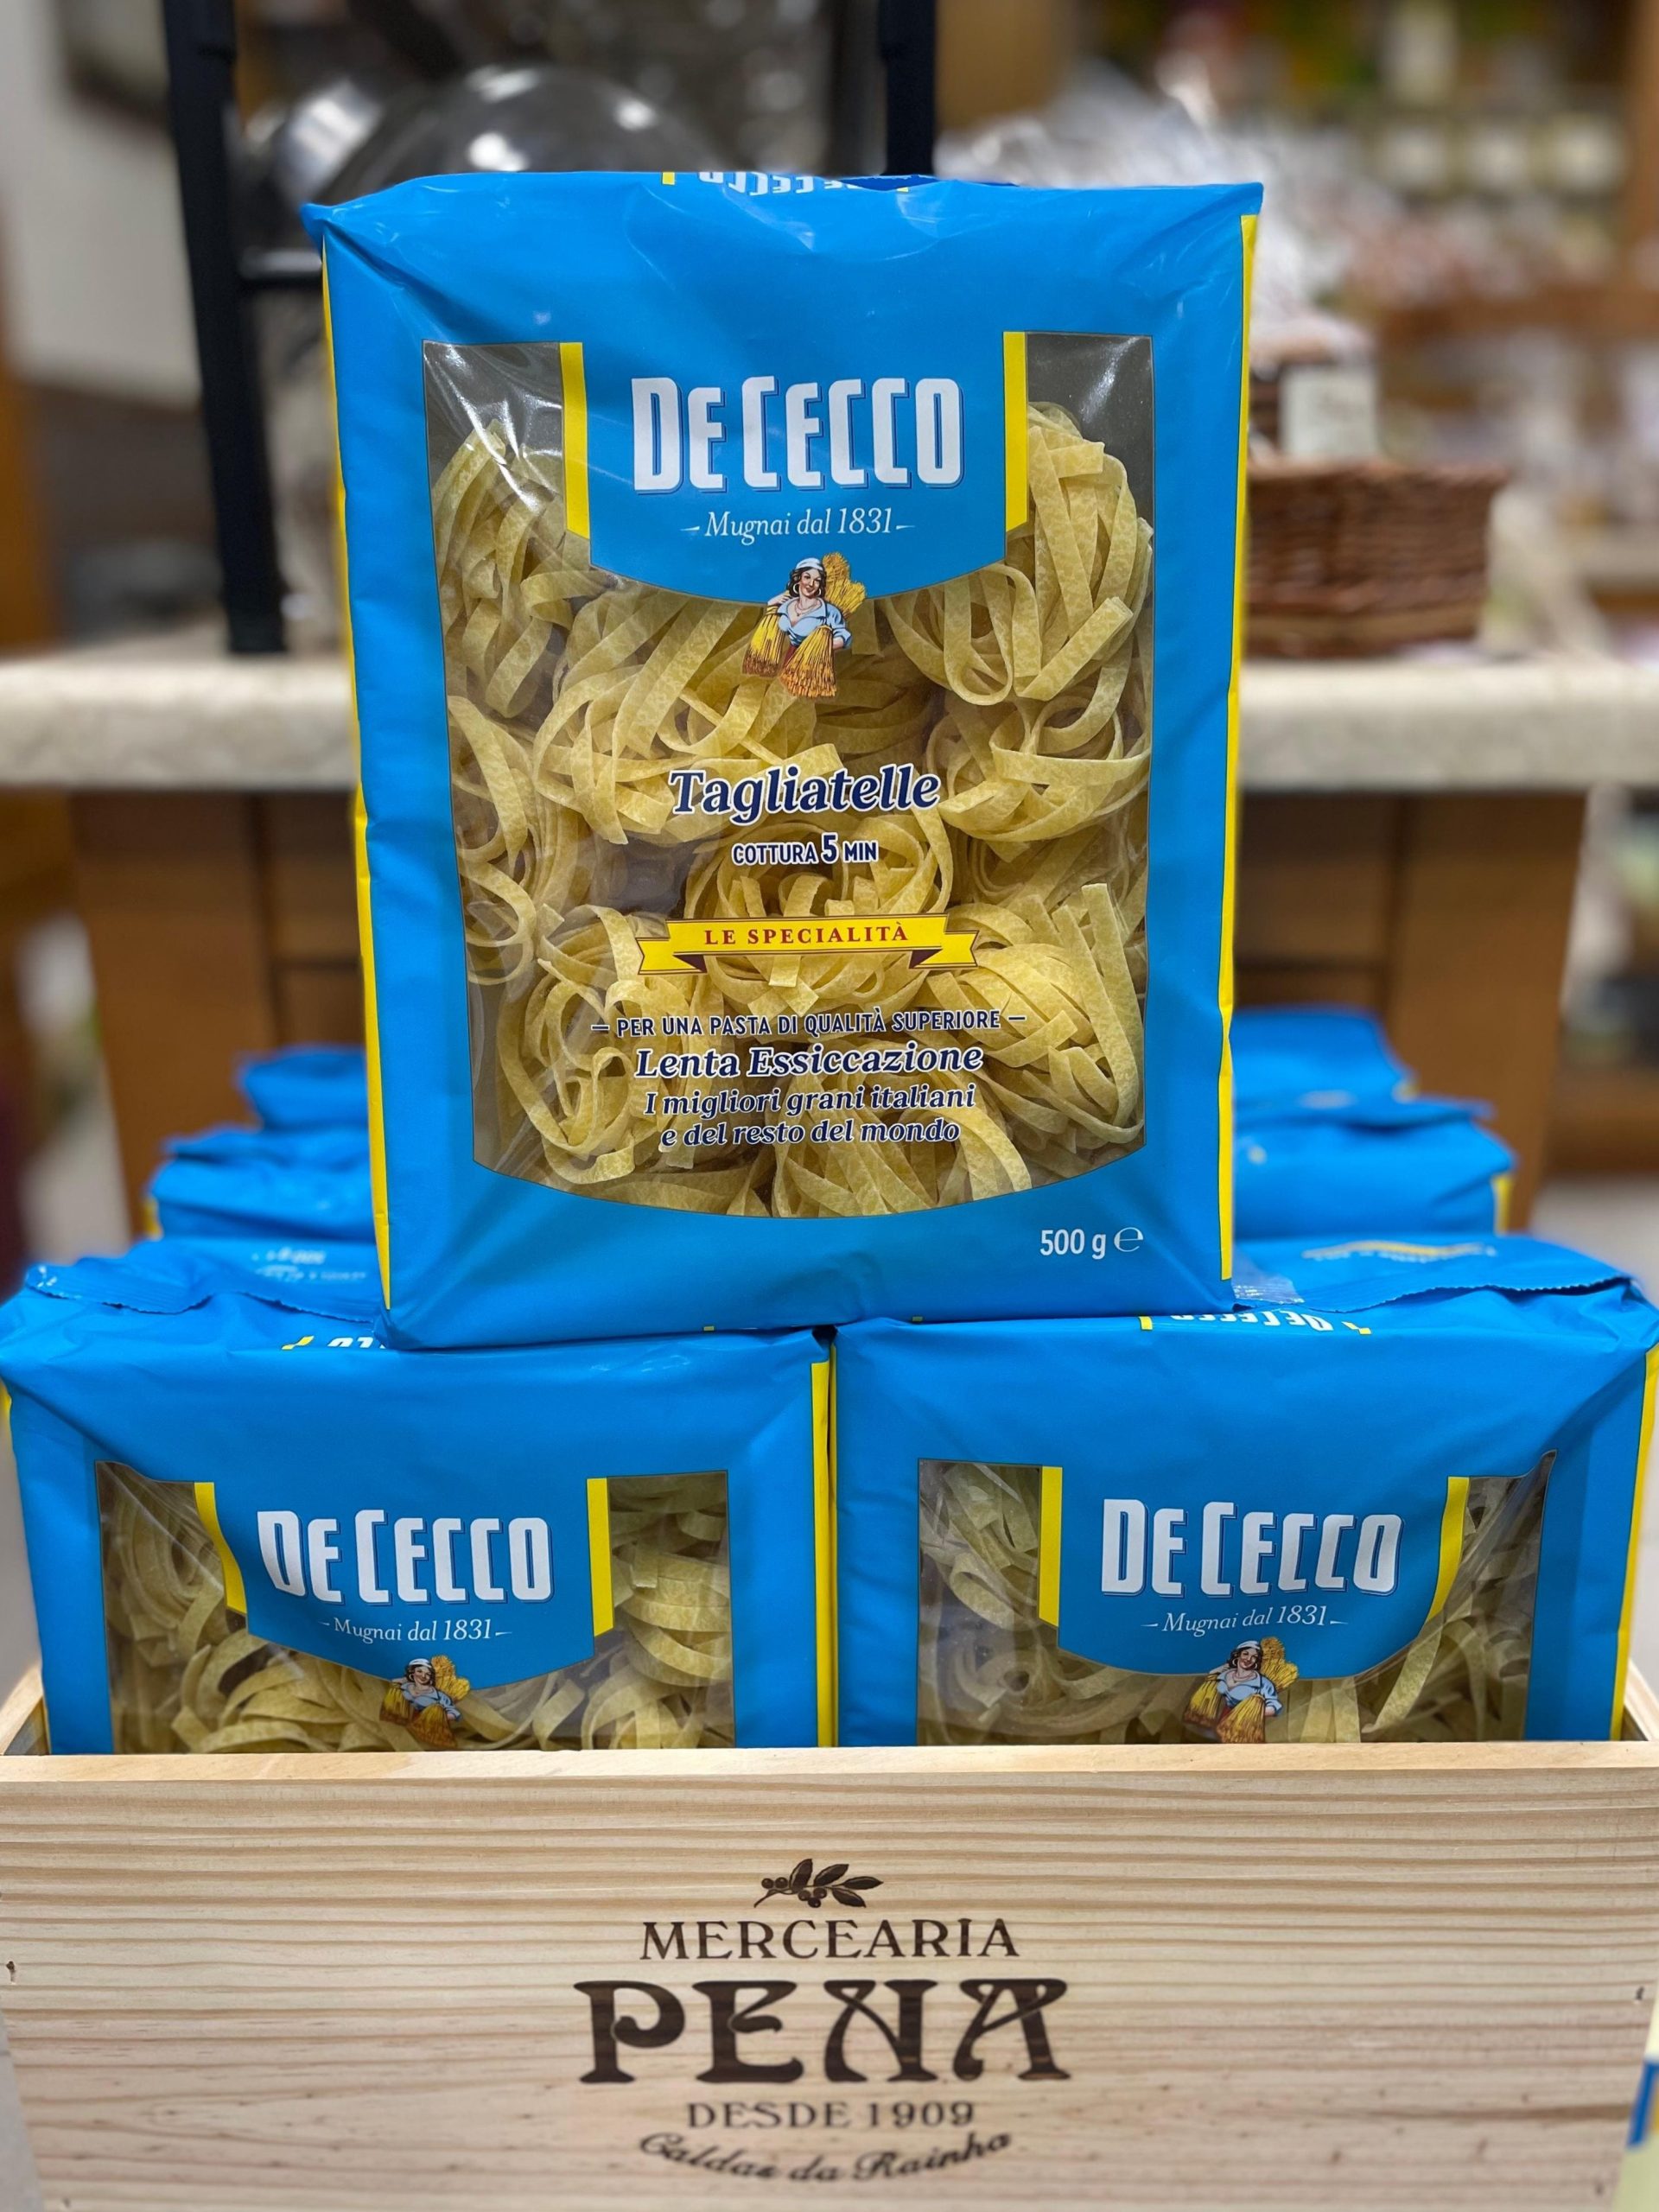 DE CECCO
Mugnai dal 1831
Tagliatelle
COTTURA 5 MIN
LE SPECIALITÀ
PER UNA PASTA DI QUALITÀ SUPERIORE
Lenta Essiccazione
I migliori grani italiani
e del resto del mondo
500 g ℮
DE CECCO
DE CECCO
Mugnai dal 1831
DE CECCO
Mugnai dal 1831
MERCEARIA
PENA
DESDE 1909
Caldas da Rainha